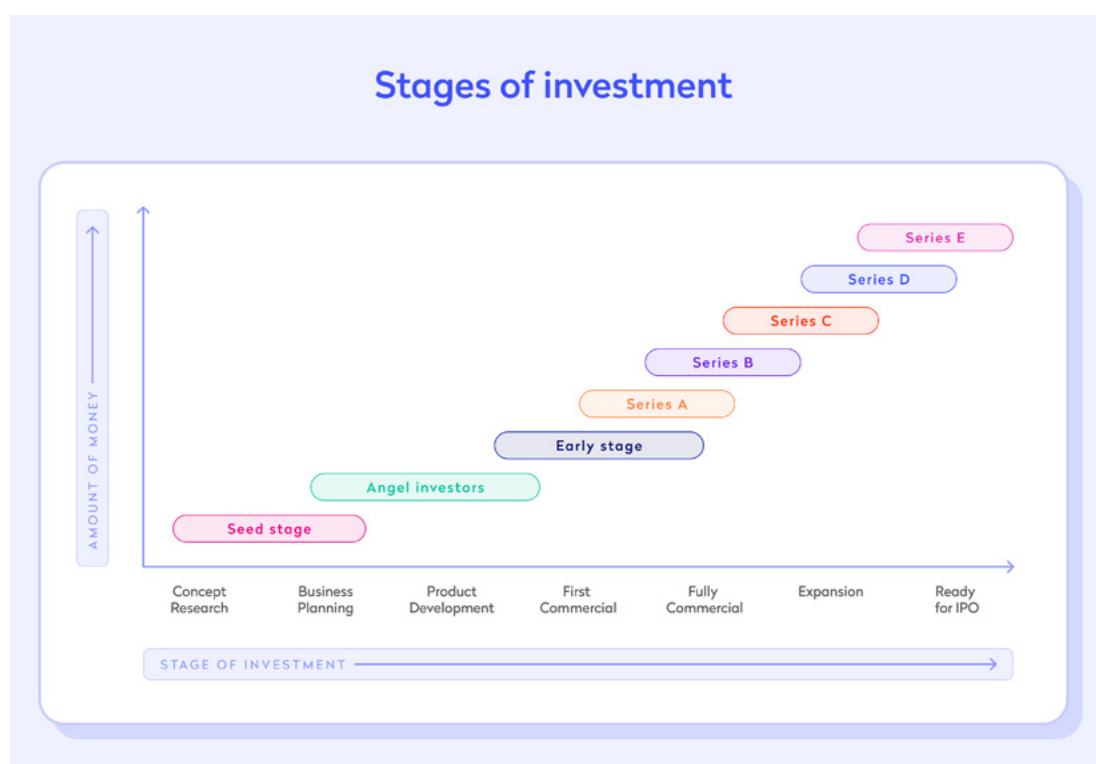 Stages of investment
AMOUNT OF MONEY
Series E
Series D
Series C
Series B
Series A
Early stage
Angel investors
Seed stage
Concept
Research
Business
Planning
Product
Development
First
Commercial
Fully
Commercial
Expansion
Ready
for IPO
STAGE OF INVESTMENT